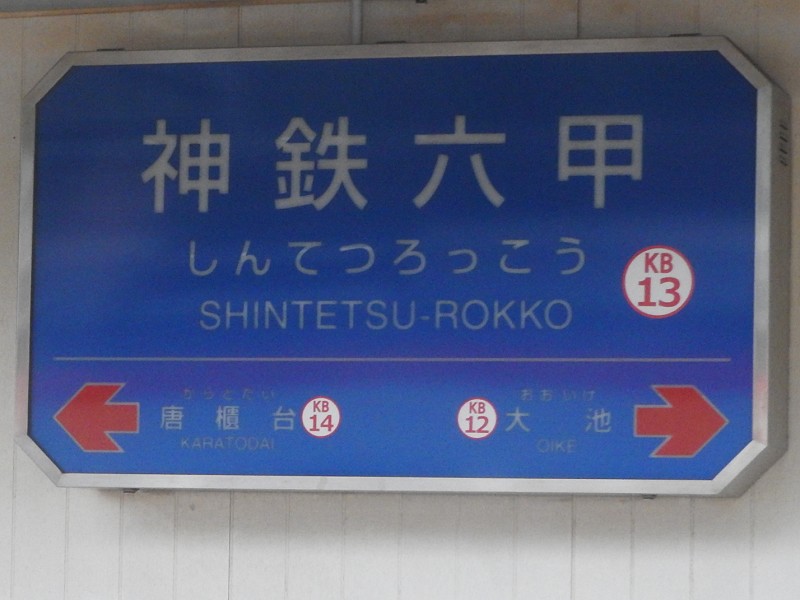 神鉄六甲
しんてつろっこう
SHINTETSU-ROKKO
KB
13
からとだい
唐櫃台
KARATODAI
KB
14
KB
12
おおいけ
大池
OIKE